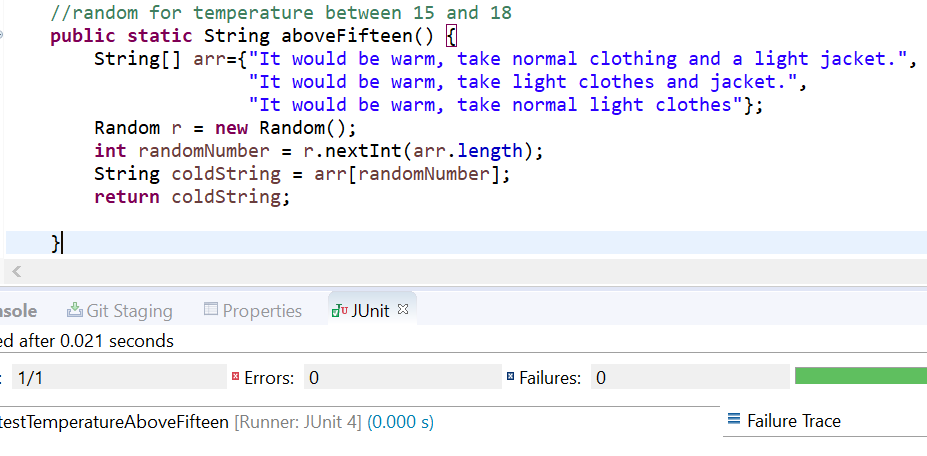 //random for temperature between 15 and 18
public static String aboveFifteen() {
String[] arr={"It would be warm, take normal clothing and a light jacket.",
"It would be warm, take light clothes and jacket.",
"It would be warm, take normal light clothes"};
Random r = new Random();
int randomNumber = r.nextInt(arr.length);
String coldString = arr[randomNumber];
return coldString;
}
Git Staging Properties JUnit
after 0.021 seconds
: 1/1 Errors: 0 Failures: 0
testTemperatureAboveFifteen [Runner: JUnit 4] (0.000 s) Failure Trace